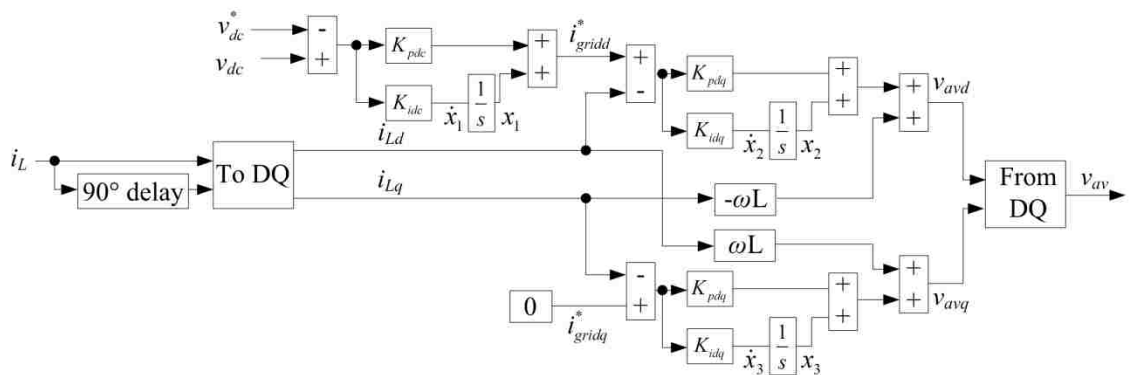 v*dc
-
+
vdc
Kpdc
Kidc
ẋ1
1/s
x1
+
+
i*gridd
+
-
Kpdq
Kidq
ẋ2
1/s
x2
+
+
+
+
vavd
iL
90° delay
To DQ
iLd
iLq
-ωL
ωL
From DQ
vav
0
i*gridq
-
+
Kpdq
Kidq
ẋ3
1/s
x3
+
+
+
+
vavq